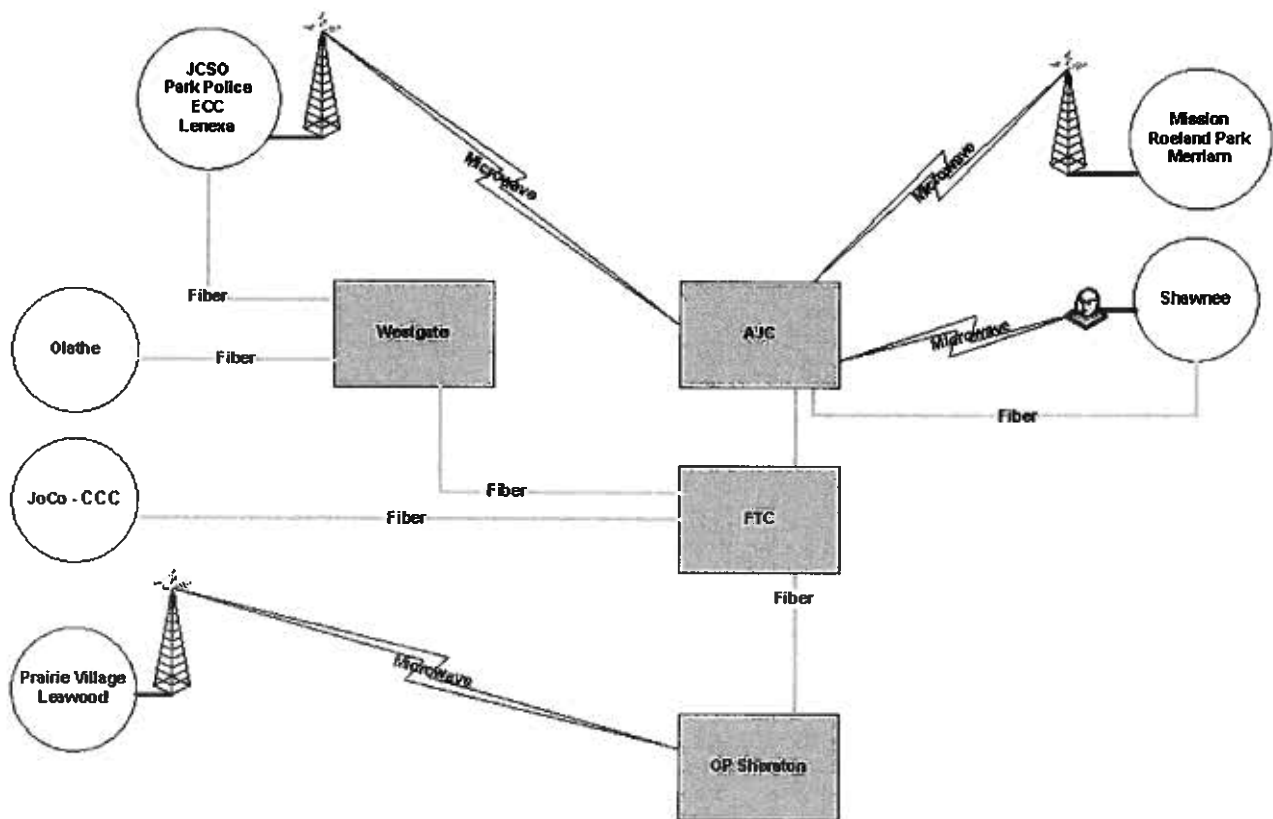 JCSO
Park Police
ECC
Lenexa
Mission
Roeland Park
Merriam
Microwave
Microwave
Fiber
Westgate
AJC
Shawnee
Olathe
Fiber
Microwave
Fiber
JoCo - CCC
Fiber
Fiber
FTC
Fiber
Prairie Village
Leawood
Microwave
OP Sheraton